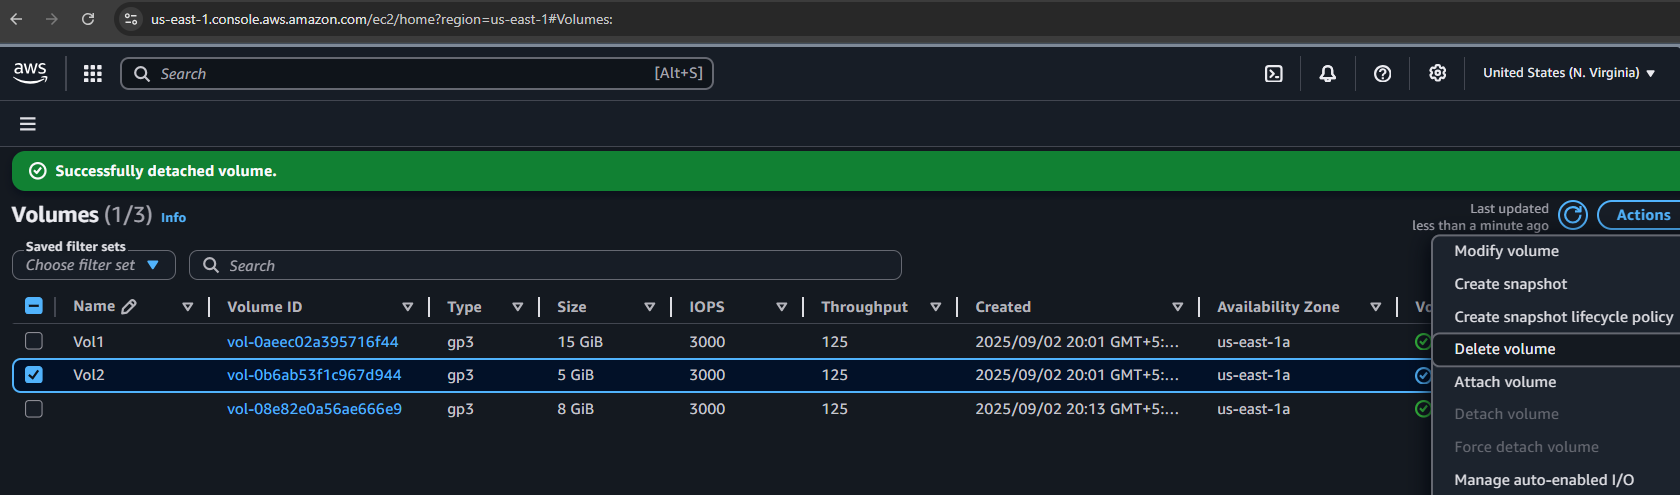 us-east-1.console.aws.amazon.com/ec2/home?region=us-east-1#Volumes:
aws Search [Alt+S] United States (N. Virginia)
Successfully detached volume.
Volumes (1/3) Info
Last updated
less than a minute ago
Actions
Saved filter sets
Choose filter set
Search
Name Volume ID Type Size IOPS Throughput Created Availability Zone Vo
Vol1 vol-0aeec02a395716f44 gp3 15 GiB 3000 125 2025/09/02 20:01 GMT+5:... us-east-1a
Vol2 vol-0b6ab53f1c967d944 gp3 5 GiB 3000 125 2025/09/02 20:01 GMT+5:... us-east-1a
vol-08e82e0a56ae666e9 gp3 8 GiB 3000 125 2025/09/02 20:13 GMT+5:... us-east-1a
Modify volume
Create snapshot
Create snapshot lifecycle policy
Delete volume
Attach volume
Detach volume
Force detach volume
Manage auto-enabled I/O